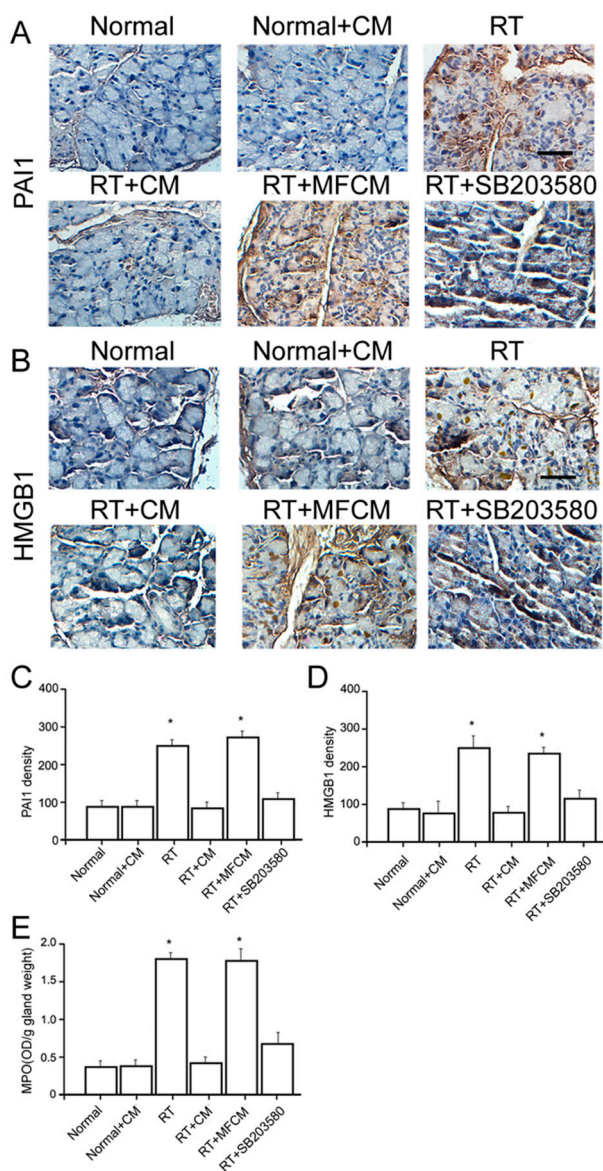 A
Normal
Normal+CM
RT
PAI1
RT+CM
RT+MFCM
RT+SB203580
B
Normal
Normal+CM
RT
HMGB1
RT+CM
RT+MFCM
RT+SB203580
C
400
300
200
100
0
PAI1 density
*
*
Normal
Normal+CM
RT
RT+CM
RT+MFCM
RT+SB203580
D
400
300
200
100
0
HMGB1 density
*
*
Normal
Normal+CM
RT
RT+CM
RT+MFCM
RT+SB203580
E
2.0
1.5
1.0
0.5
0
MPO(OD/g gland weight)
*
*
Normal
Normal+CM
RT
RT+CM
RT+MFCM
RT+SB203580